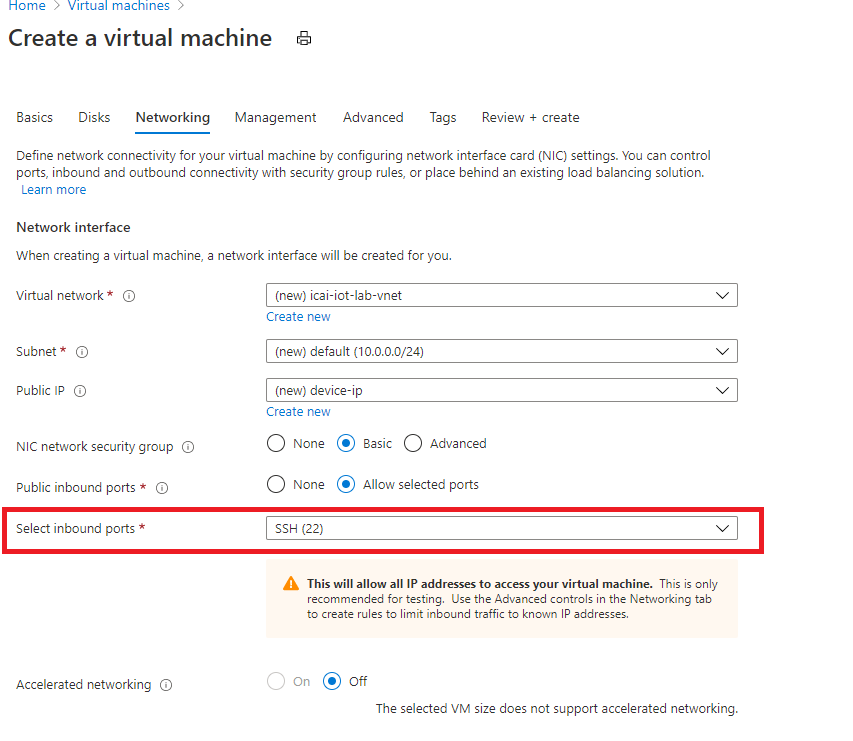 Home > Virtual machines >
Create a virtual machine
Basics Disks Networking Management Advanced Tags Review + create
Define network connectivity for your virtual machine by configuring network interface card (NIC) settings. You can control
ports, inbound and outbound connectivity with security group rules, or place behind an existing load balancing solution.
Learn more
Network interface
When creating a virtual machine, a network interface will be created for you.
Virtual network * (new) icai-iot-lab-vnet
Create new
Subnet * (new) default (10.0.0.0/24)
Public IP (new) device-ip
Create new
NIC network security group None Basic Advanced
Public inbound ports * None Allow selected ports
Select inbound ports * SSH (22)
This will allow all IP addresses to access your virtual machine. This is only
recommended for testing. Use the Advanced controls in the Networking tab
to create rules to limit inbound traffic to known IP addresses.
Accelerated networking On Off
The selected VM size does not support accelerated networking.